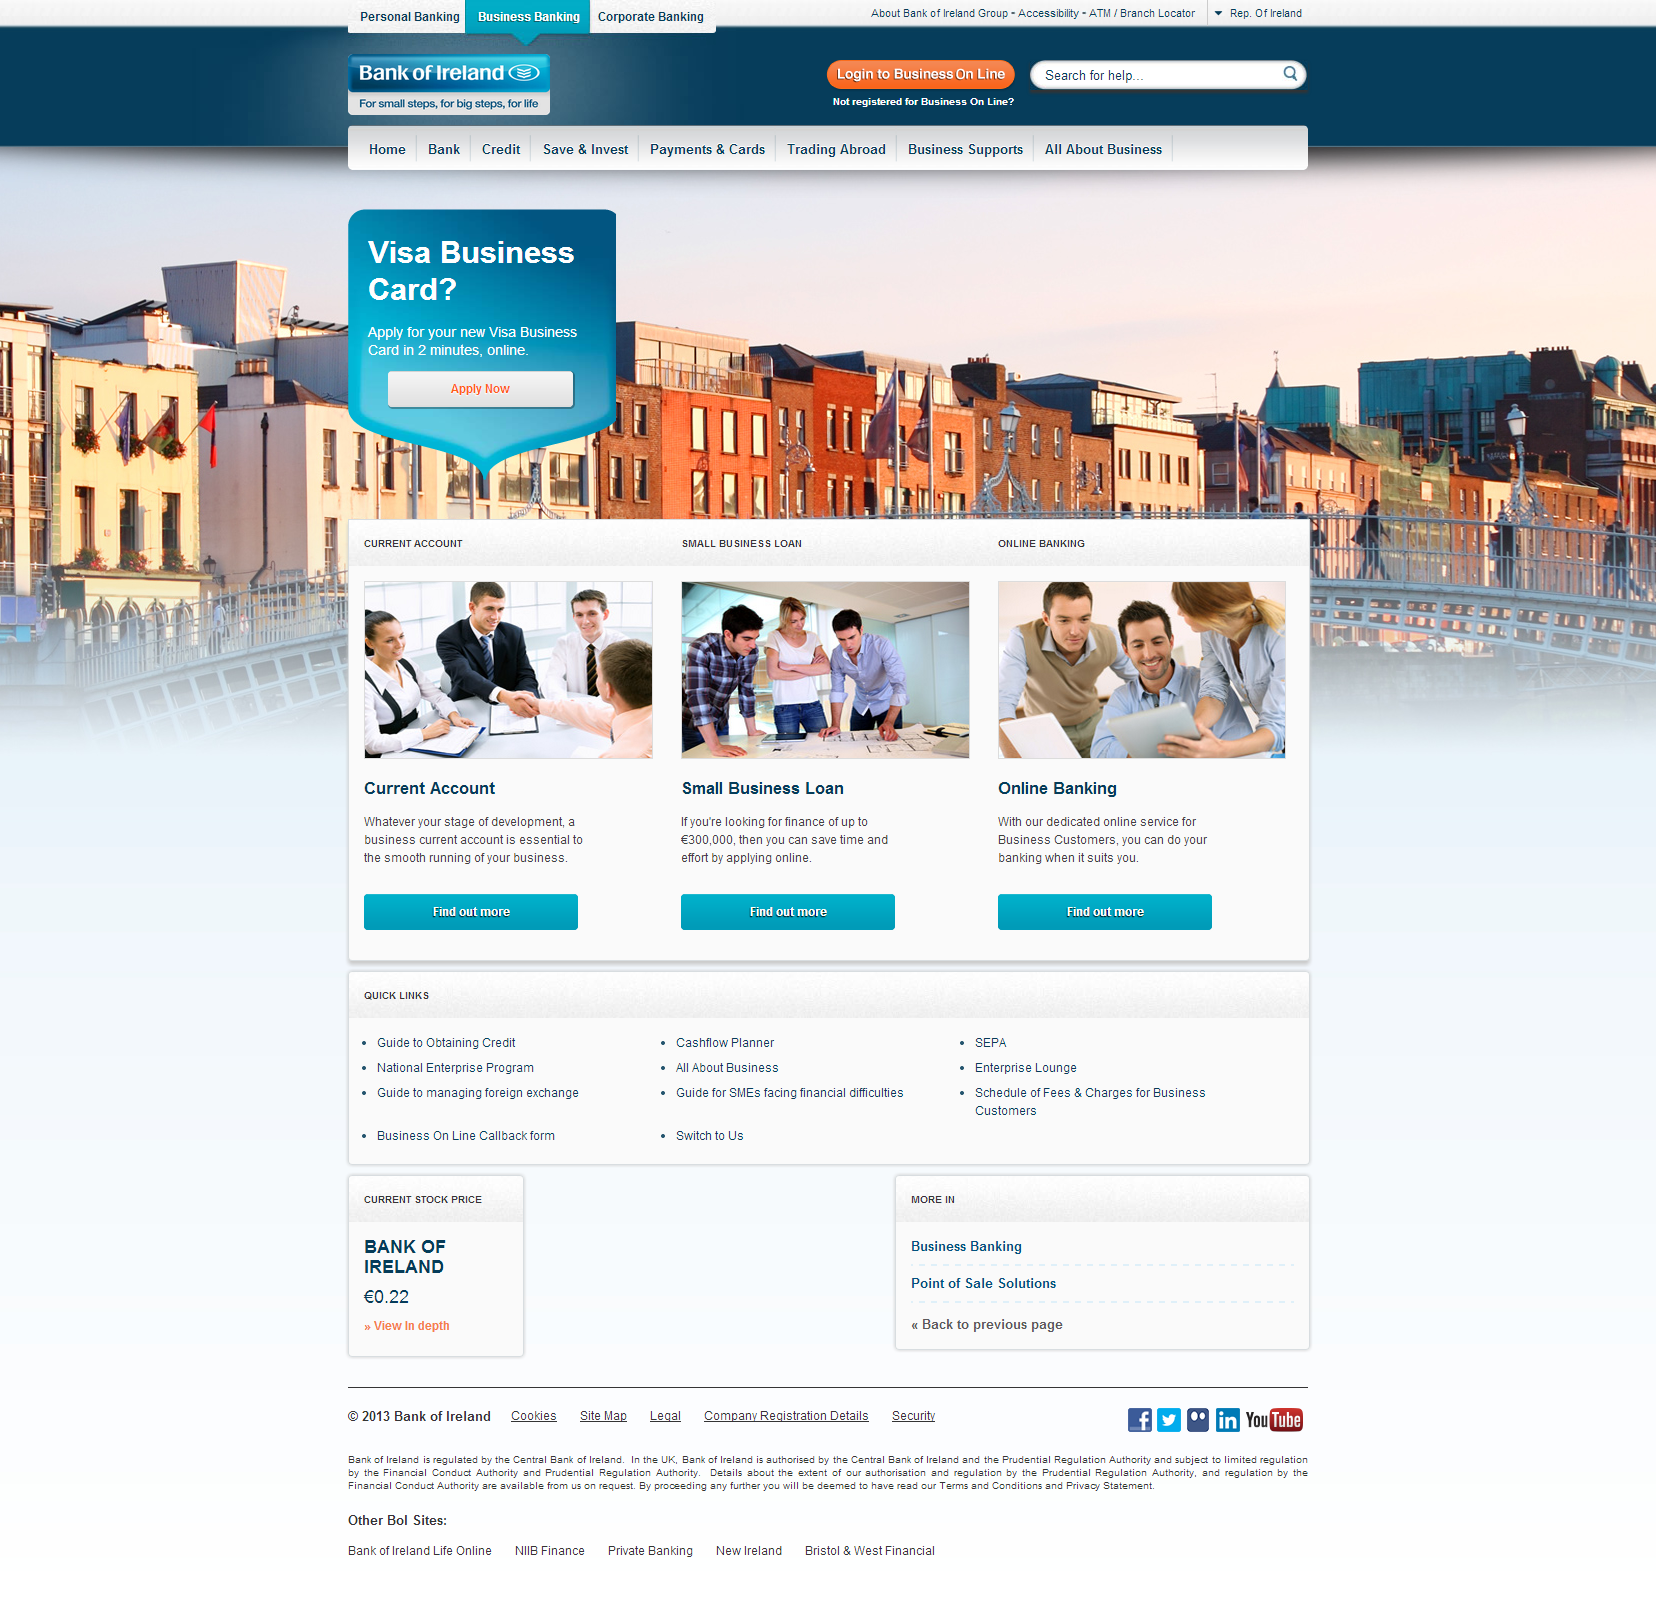 Personal Banking
Business Banking
Corporate Banking
About Bank of Ireland Group - Accessibility - ATM / Branch Locator
Rep. Of Ireland
Bank of Ireland
For small steps, for big steps, for life
Login to Business On Line
Search for help...
Not registered for Business On Line?
Home
Bank
Credit
Save & Invest
Payments & Cards
Trading Abroad
Business Supports
All About Business
Visa Business
Card?
Apply for your new Visa Business
Card in 2 minutes, online.
Apply Now
CURRENT ACCOUNT
SMALL BUSINESS LOAN
ONLINE BANKING
Current Account
Whatever your stage of development, a
business current account is essential to
the smooth running of your business.
Find out more
Small Business Loan
If you're looking for finance of up to
€300,000, then you can save time and
effort by applying online.
Find out more
Online Banking
With our dedicated online service for
Business Customers, you can do your
banking when it suits you.
Find out more
QUICK LINKS
• Guide to Obtaining Credit
• Cashflow Planner
• SEPA
• National Enterprise Program
• All About Business
• Enterprise Lounge
• Guide to managing foreign exchange
• Guide for SMEs facing financial difficulties
• Schedule of Fees & Charges for Business
Customers
• Business On Line Callback form
• Switch to Us
CURRENT STOCK PRICE
BANK OF
IRELAND
€0.22
» View In depth
MORE IN
Business Banking
Point of Sale Solutions
« Back to previous page
© 2013 Bank of Ireland
Cookies
Site Map
Legal
Company Registration Details
Security
f
in
YouTube
Bank of Ireland is regulated by the Central Bank of Ireland. In the UK, Bank of Ireland is authorised by the Central Bank of Ireland and the Prudential Regulation Authority and subject to limited regulation
by the Financial Conduct Authority and Prudential Regulation Authority. Details about the extent of our authorisation and regulation by the Prudential Regulation Authority, and regulation by the
Financial Conduct Authority are available from us on request. By proceeding any further you will be deemed to have read our Terms and Conditions and Privacy Statement.
Other BoI Sites:
Bank of Ireland Life Online
NIIB Finance
Private Banking
New Ireland
Bristol & West Financial